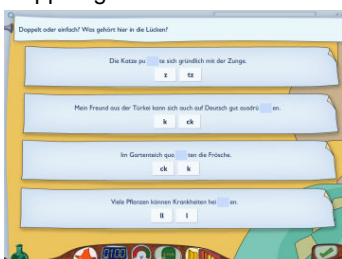 Doppelt oder einfach? Was gehört hier in die Lücken?
Die Katze pu te sich gründlich mit der Zunge.
z tz
Mein Freund aus der Türkei kann sich auch auf Deutsch gut ausdrü en.
k ck
Im Gartenteich qua ten die Frösche.
ck k
Viele Pflanzen können Krankheiten hei en.
ll l